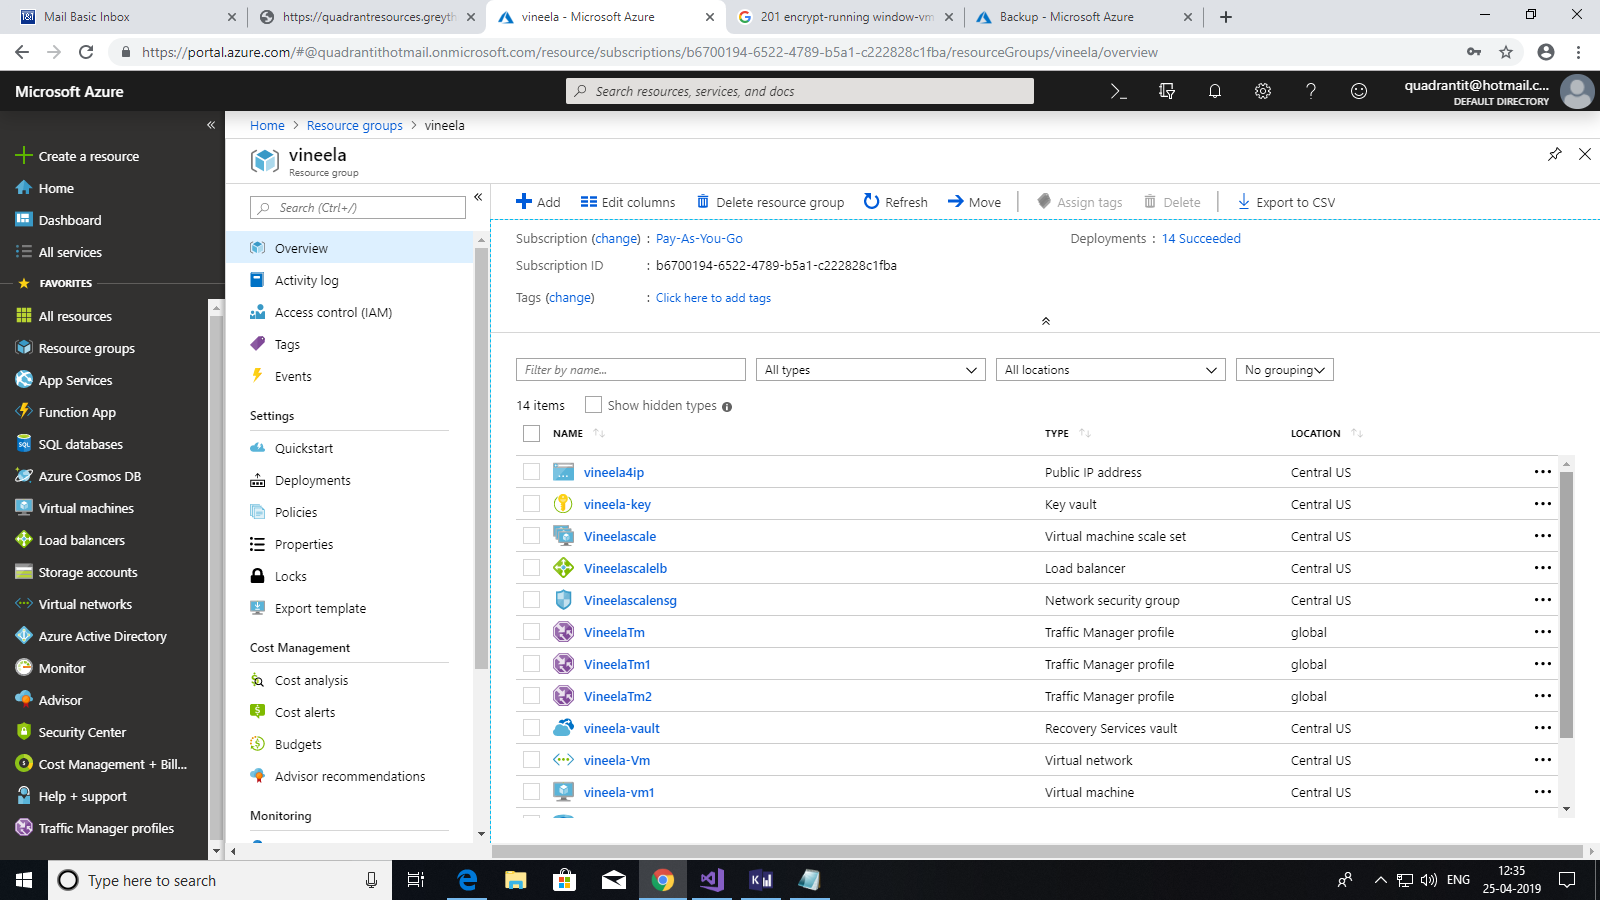 Mail Basic Inbox
https://quadrantresources.greyth
vineela - Microsoft Azure
201 encrypt-running window-vm
Backup - Microsoft Azure
https://portal.azure.com/#@quadrantithotmail.onmicrosoft.com/resource/subscriptions/b6700194-6522-4789-b5a1-c222828c1fba/resourceGroups/vineela/overview
Microsoft Azure
Search resources, services, and docs
quadrantit@hotmail.c...
DEFAULT DIRECTORY
Create a resource
Home
Dashboard
All services
FAVORITES
All resources
Resource groups
App Services
Function App
SQL databases
Azure Cosmos DB
Virtual machines
Load balancers
Storage accounts
Virtual networks
Azure Active Directory
Monitor
Advisor
Security Center
Cost Management + Bill...
Help + support
Traffic Manager profiles
Home > Resource groups > vineela
vineela
Resource group
Search (Ctrl+/)
Overview
Activity log
Access control (IAM)
Tags
Events
Settings
Quickstart
Deployments
Policies
Properties
Locks
Export template
Cost Management
Cost analysis
Cost alerts
Budgets
Advisor recommendations
Monitoring
Add Edit columns Delete resource group Refresh Move Assign tags Delete Export to CSV
Subscription (change) : Pay-As-You-Go
Deployments : 14 Succeeded
Subscription ID : b6700194-6522-4789-b5a1-c222828c1fba
Tags (change) : Click here to add tags
Filter by name... All types All locations No grouping
14 items Show hidden types
NAME TYPE LOCATION
vineela4ip Public IP address Central US
vineela-key Key vault Central US
Vineelascale Virtual machine scale set Central US
Vineelascalelb Load balancer Central US
Vineelascalensg Network security group Central US
VineelaTm Traffic Manager profile global
VineelaTm1 Traffic Manager profile global
VineelaTm2 Traffic Manager profile global
vineela-vault Recovery Services vault Central US
vineela-Vm Virtual network Central US
vineela-vm1 Virtual machine Central US
Type here to search
ENG
12:35
25-04-2019